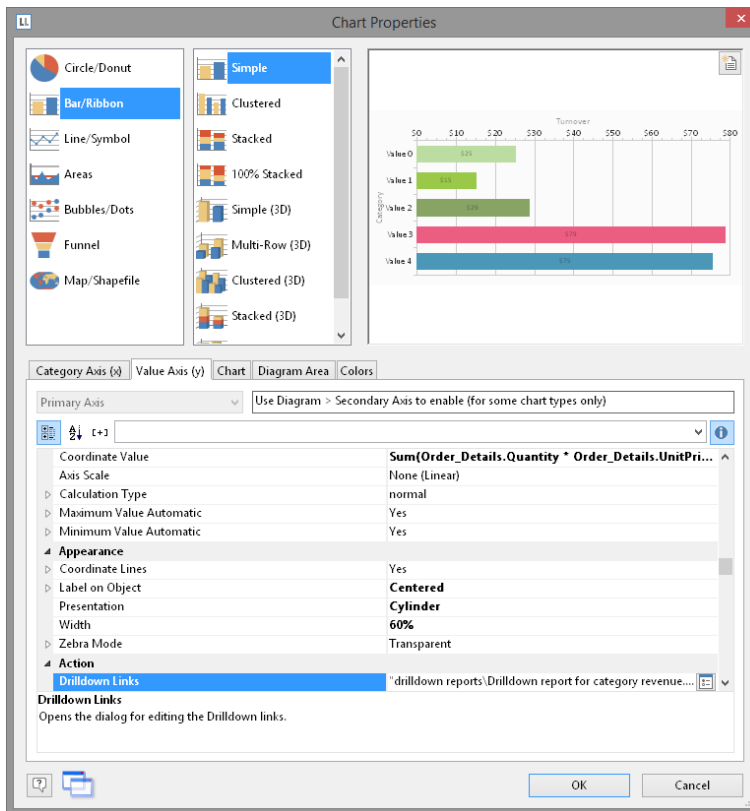 LL
Chart Properties
Circle/Donut
Bar/Ribbon
Line/Symbol
Areas
Bubbles/Dots
Funnel
Map/Shapefile
Simple
Clustered
Stacked
100% Stacked
Simple (3D)
Multi-Row (3D)
Clustered (3D)
Stacked (3D)
Turnover
$0 $10 $20 $30 $40 $50 $60 $70 $80
Category
Value 0 $25
Value 1 $15
Value 2 $29
Value 3 $79
Value 4 $75
Category Axis (x) Value Axis (y) Chart Diagram Area Colors
Primary Axis Use Diagram > Secondary Axis to enable (for some chart types only)
Coordinate Value Sum(Order_Details.Quantity * Order_Details.UnitPri...
Axis Scale None (Linear)
Calculation Type normal
Maximum Value Automatic Yes
Minimum Value Automatic Yes
Appearance
Coordinate Lines Yes
Label on Object Centered
Presentation Cylinder
Width 60%
Zebra Mode Transparent
Action
Drilldown Links "drilldown reports\Drilldown report for category revenue....
Drilldown Links
Opens the dialog for editing the Drilldown links.
OK Cancel